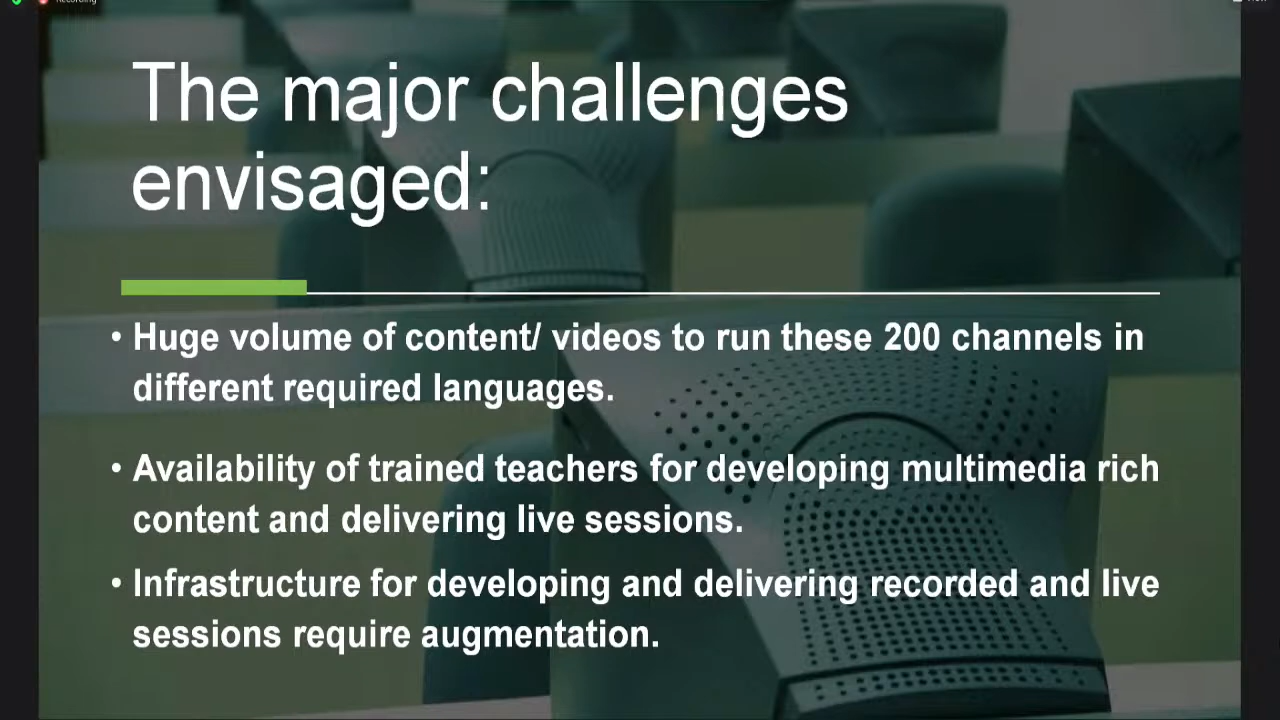 Recording
The major challenges
envisaged:
• Huge volume of content/ videos to run these 200 channels in
different required languages.
• Availability of trained teachers for developing multimedia rich
content and delivering live sessions.
• Infrastructure for developing and delivering recorded and live
sessions require augmentation.